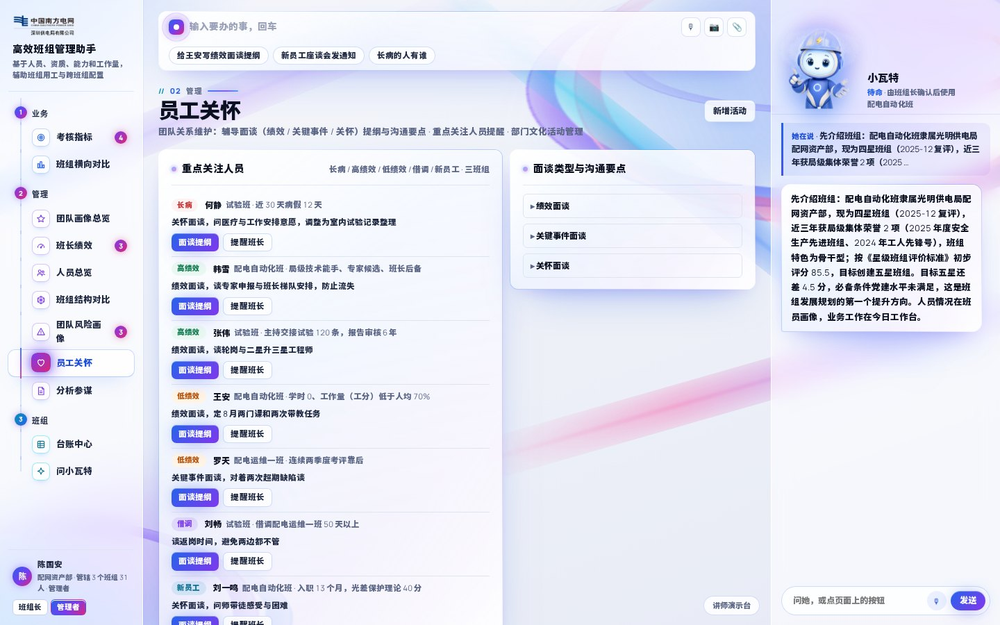 中国南方电网
CHINA SOUTHERN POWER GRID
深圳供电局有限公司
高效班组管理助手
基于人员、资质、能力和工作量，
辅助班组用工与跨班组配置
1 业务
考核指标 4
班组横向对比
2 管理
团队画像总览
班长绩效 3
人员总览
班组结构对比
团队风险画
像 3
员工关怀
分析参谋
3 班组
台账中心
问小瓦特
陈
陈国安
配网资产部 · 管辖 3 个班组 31
人 · 管理者
班组长 管理者
输入要办的事，回车
给王安写绩效面谈提纲 新员工座谈会发通知 长病的人有谁
// 02 管理
员工关怀
新增活动
团队关系维护：辅导面谈（绩效 / 关键事件 / 关怀）提纲与沟通要点 · 重点关注人员提醒 · 部门文化活动管理
重点关注人员 长病 / 高绩效 / 低绩效 / 借调 / 新员工 · 三班组
长病 何静 试验班 · 近 30 天病假 12 天
关怀面谈，问医疗与工作安排意愿，调整为室内试验记录整理
面谈提纲 提醒班长
高绩效 韩雪 配电自动化班 · 局级技术能手、专家候选、班长后备
绩效面谈，谈专家申报与班长梯队安排，防止流失
面谈提纲 提醒班长
高绩效 张伟 试验班 · 主持交接试验 120 条，报告审核 6 年
绩效面谈，谈轮岗与二星升三星工程师
面谈提纲 提醒班长
低绩效 王安 配电自动化班 · 学时 0、工作量（工分）低于人均 70%
绩效面谈，定 8 月两门课和两次带教任务
面谈提纲 提醒班长
低绩效 罗天 配电运维一班 · 连续两季度考评靠后
关键事件面谈，对着两次超期缺陷谈
面谈提纲 提醒班长
借调 刘畅 试验班 · 借调配电运维一班 50 天以上
谈返岗时间，避免两边都不管
面谈提纲 提醒班长
新员工 刘一鸣 配电自动化班 · 入职 13 个月，光差保护理论 40 分
关怀面谈，问师带徒感受与困难
面谈提纲 提醒班长
面谈类型与沟通要点
▸ 绩效面谈
▸ 关键事件面谈
▸ 关怀面谈
讲师演示台
小瓦特
待命 · 由班组长确认后使用
配电自动化班
她在说 · 先介绍班组：配电自动化班隶属光明供电局
配网资产部，现为四星班组（2025-12 复评），近三
年获局级集体荣誉 2 项（2025 …
先介绍班组：配电自动化班隶属光明供电局配
网资产部，现为四星班组（2025-12 复评），
近三年获局级集体荣誉 2 项（2025 年度安全
生产先进班组、2024 年工人先锋号），班组
特色为骨干型；按《星级班组评价标准》初步
评分 85.5，目标创建五星班组。目标五星还
差 4.5 分，必备条件党建水平未满足，这是班
组发展规划的第一个提升方向。人员情况在班
员画像，业务工作在今日工作台。
问她，或点页面上的按钮 发送